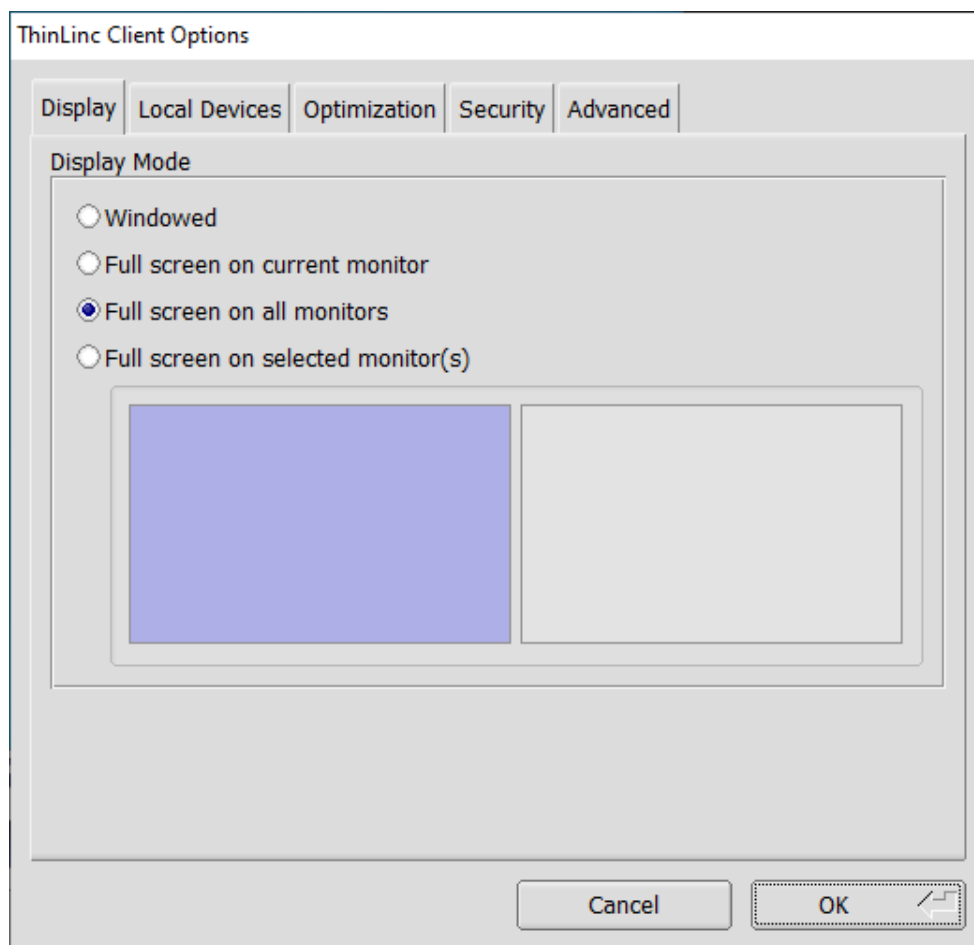 ThinLinc Client Options
Display Local Devices Optimization Security Advanced
Display Mode
Windowed
Full screen on current monitor
Full screen on all monitors
Full screen on selected monitor(s)
Cancel OK